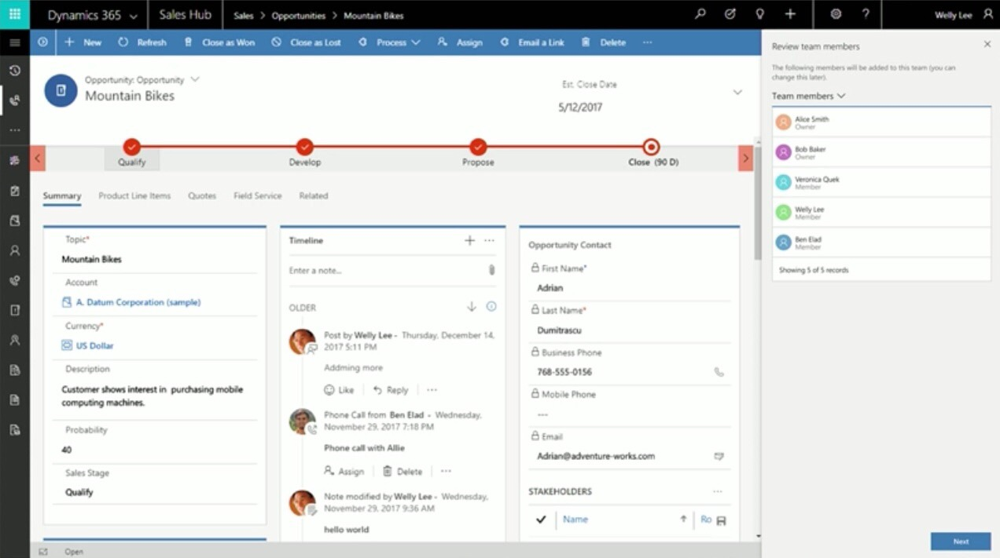 Dynamics 365
Sales Hub
Sales > Opportunities > Mountain Bikes
Welly Lee
New
Refresh
Close as Won
Close as Lost
Process
Assign
Email a Link
Delete
Opportunity: Opportunity
Mountain Bikes
Est. Close Date
5/12/2017
Qualify
Develop
Propose
Close (90 D)
Summary
Product Line Items
Quotes
Field Service
Related
Topic*
Mountain Bikes
Account
A. Datum Corporation (sample)
Currency*
US Dollar
Description
Customer shows interest in purchasing mobile
computing machines.
Probability
40
Sales Stage
Qualify
Timeline
Enter a note...
OLDER
Post by Welly Lee - Thursday, December 14,
2017 5:11 PM
Addming more
Like
Reply
Phone Call from Ben Elad - Wednesday,
November 29, 2017 7:18 PM
Phone call with Allie
Assign
Delete
Note modified by Welly Lee - Wednesday,
November 29, 2017 9:36 AM
hello world
Opportunity Contact
First Name*
Adrian
Last Name*
Dumitrascu
Business Phone
768-555-0156
Mobile Phone
---
Email
Adrian@adventure-works.com
STAKEHOLDERS
Name
Ro
Open
Review team members
The following members will be added to this team (you can
change this later).
Team members
Alice Smith
Owner
Bob Baker
Owner
Veronica Quek
Member
Welly Lee
Member
Ben Elad
Member
Showing 5 of 5 records
Next